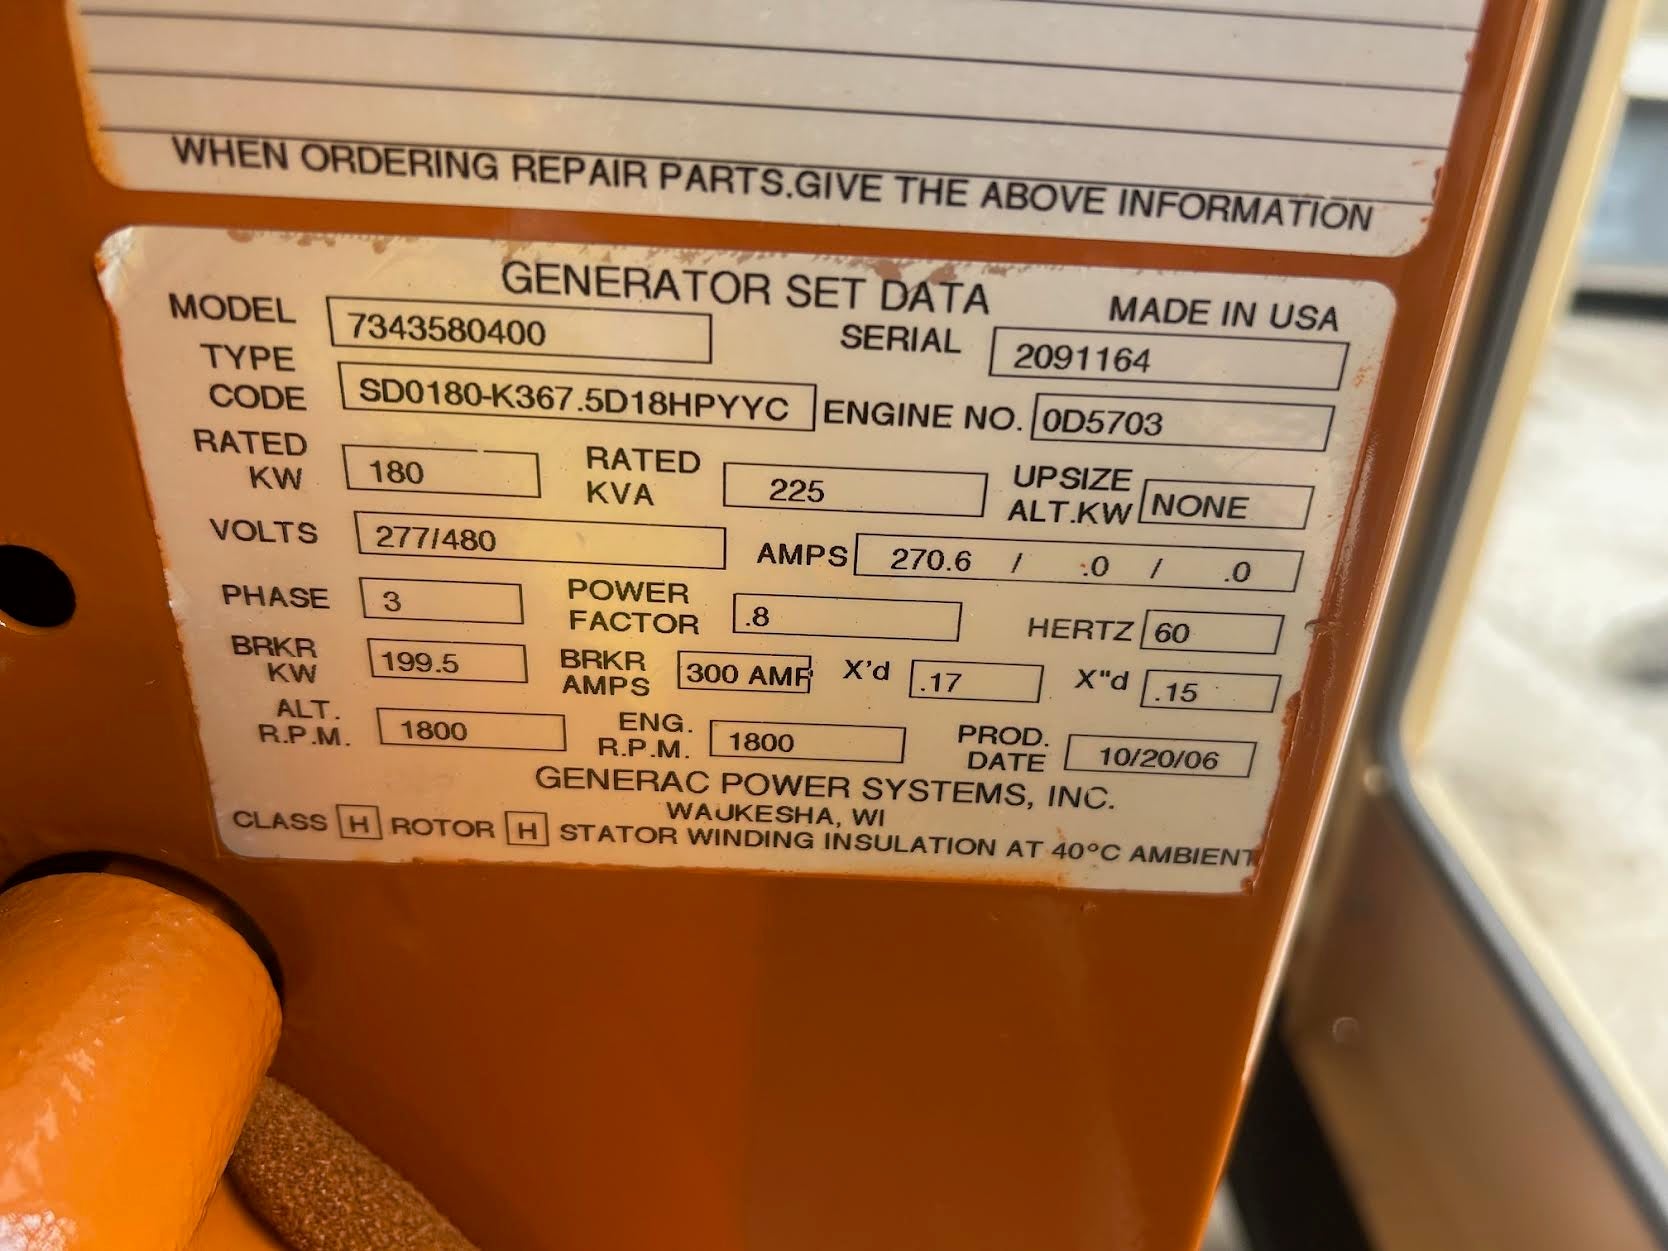 WHEN ORDERING REPAIR PARTS.GIVE THE ABOVE INFORMATION
GENERATOR SET DATA MADE IN USA
MODEL 7343580400 SERIAL 2091164
TYPE CODE SD0180-K367.5D18HPYYC ENGINE NO. 0D5703
RATED KW 180 RATED KVA 225 UPSIZE ALT.KW NONE
VOLTS 277/480 AMPS 270.6 / .0 / .0
PHASE 3 POWER FACTOR .8 HERTZ 60
BRKR KW 199.5 BRKR AMPS 300 AMP X'd .17 X"d .15
ALT. R.P.M. 1800 ENG. R.P.M. 1800 PROD. DATE 10/20/06
GENERAC POWER SYSTEMS, INC.
WAUKESHA, WI
CLASS H ROTOR H STATOR WINDING INSULATION AT 40°C AMBIENT